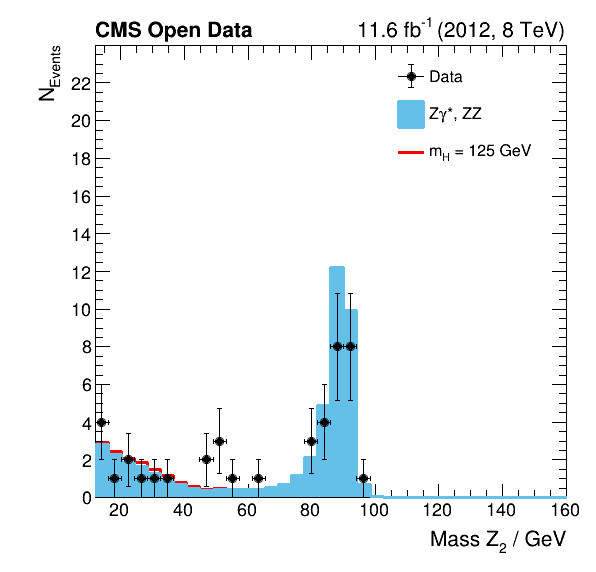 CMS Open Data
11.6 fb⁻¹ (2012, 8 TeV)
N_Events
Data
Zγ*, ZZ
m_H = 125 GeV
22
20
18
16
14
12
10
8
6
4
2
0
20 40 60 80 100 120 140 160
Mass Z₂ / GeV